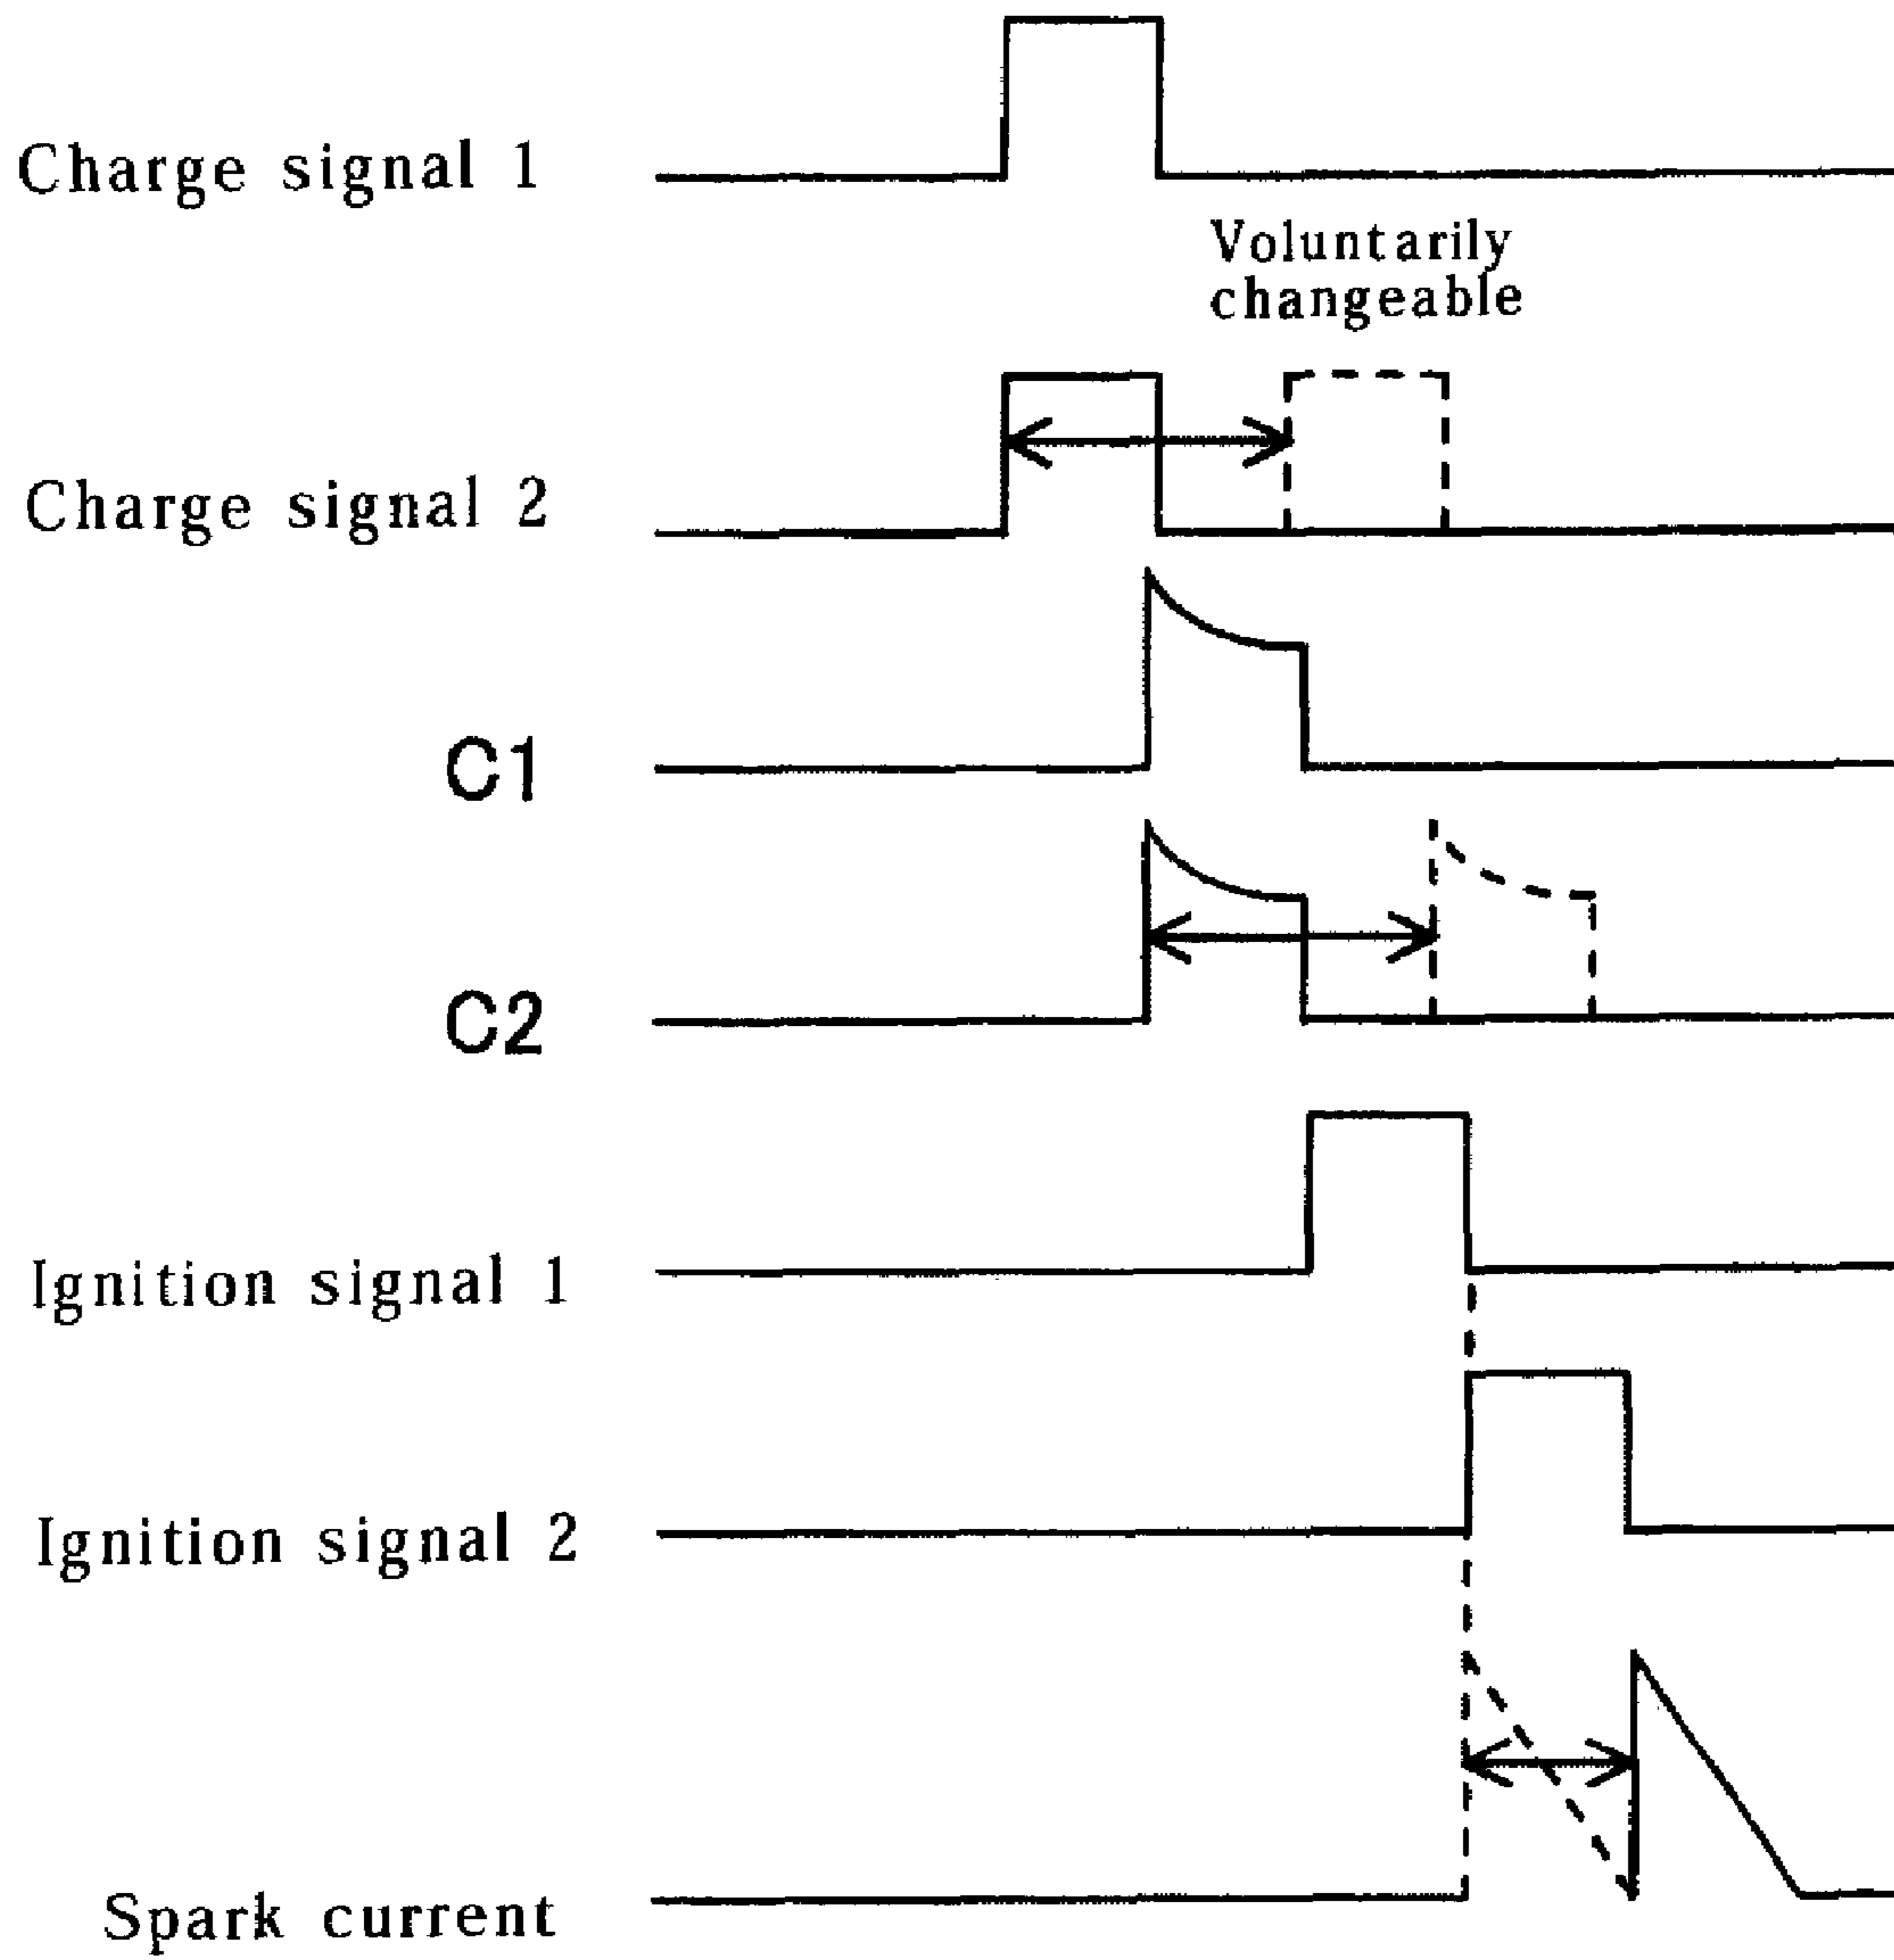 Charge signal 1
Voluntarily
changeable
Charge signal 2
C1
C2
Ignition signal 1
Ignition signal 2
Spark current